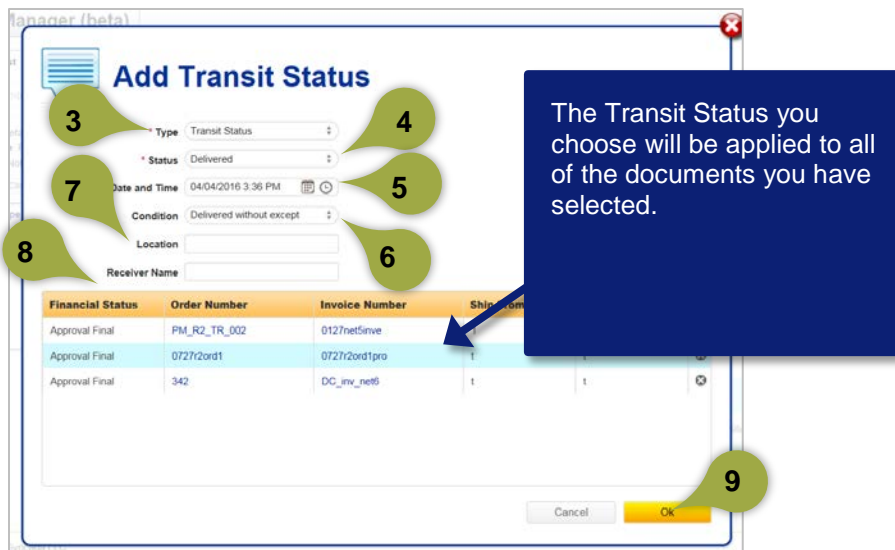 Manager (beta)
Add Transit Status
The Transit Status you
choose will be applied to all
of the documents you have
selected.
3
* Type Transit Status
4
* Status Delivered
Date and Time 04/04/2016 3:36 PM
5
7
Condition Delivered without except
6
Location
8
Receiver Name
Financial Status Order Number Invoice Number Ship
Approval Final PM_R2_TR_002 0127net5inve
Approval Final 0727r2ord1 0727r2ord1pro t t
Approval Final 342 DC_inv_net6 t t
9
Cancel Ok